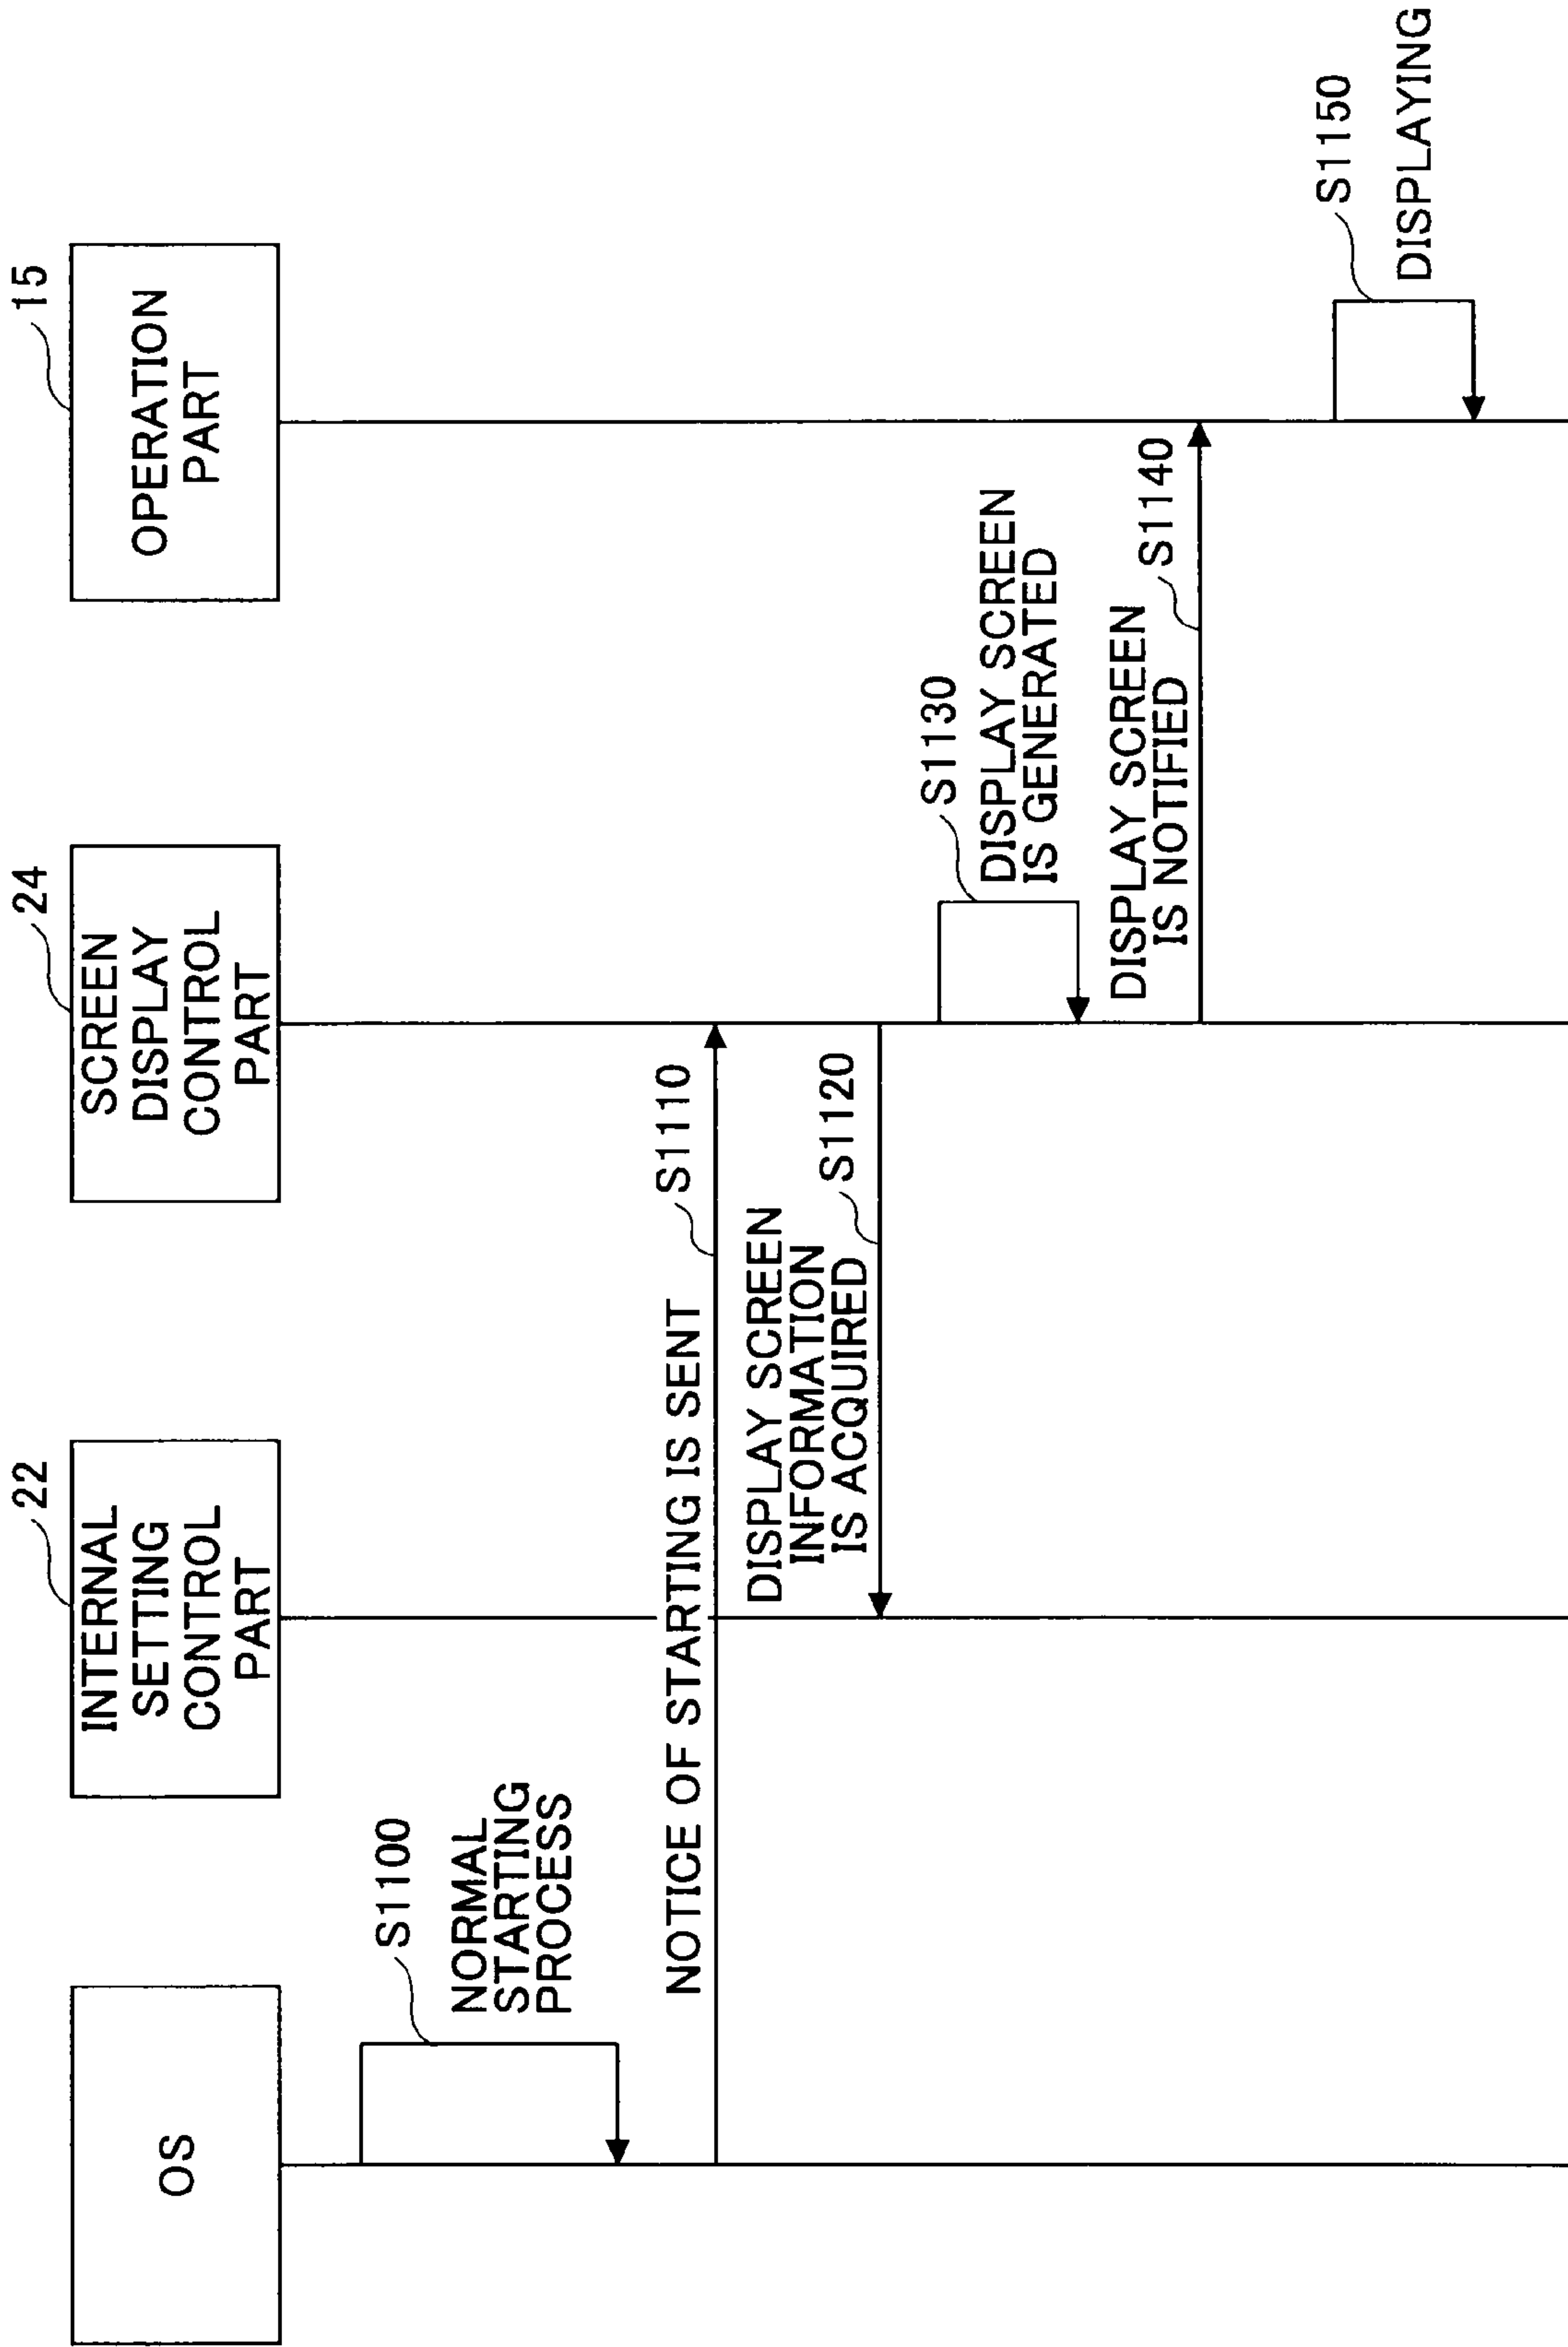 OS
22
INTERNAL
SETTING
CONTROL
PART
24
SCREEN
DISPLAY
CONTROL
PART
15
OPERATION
PART
S1100
NORMAL
STARTING
PROCESS
NOTICE OF STARTING IS SENT
S1110
DISPLAY SCREEN
INFORMATION
IS ACQUIRED
S1120
S1130
DISPLAY SCREEN
IS GENERATED
DISPLAY SCREEN
IS NOTIFIED
S1140
S1150
DISPLAYING